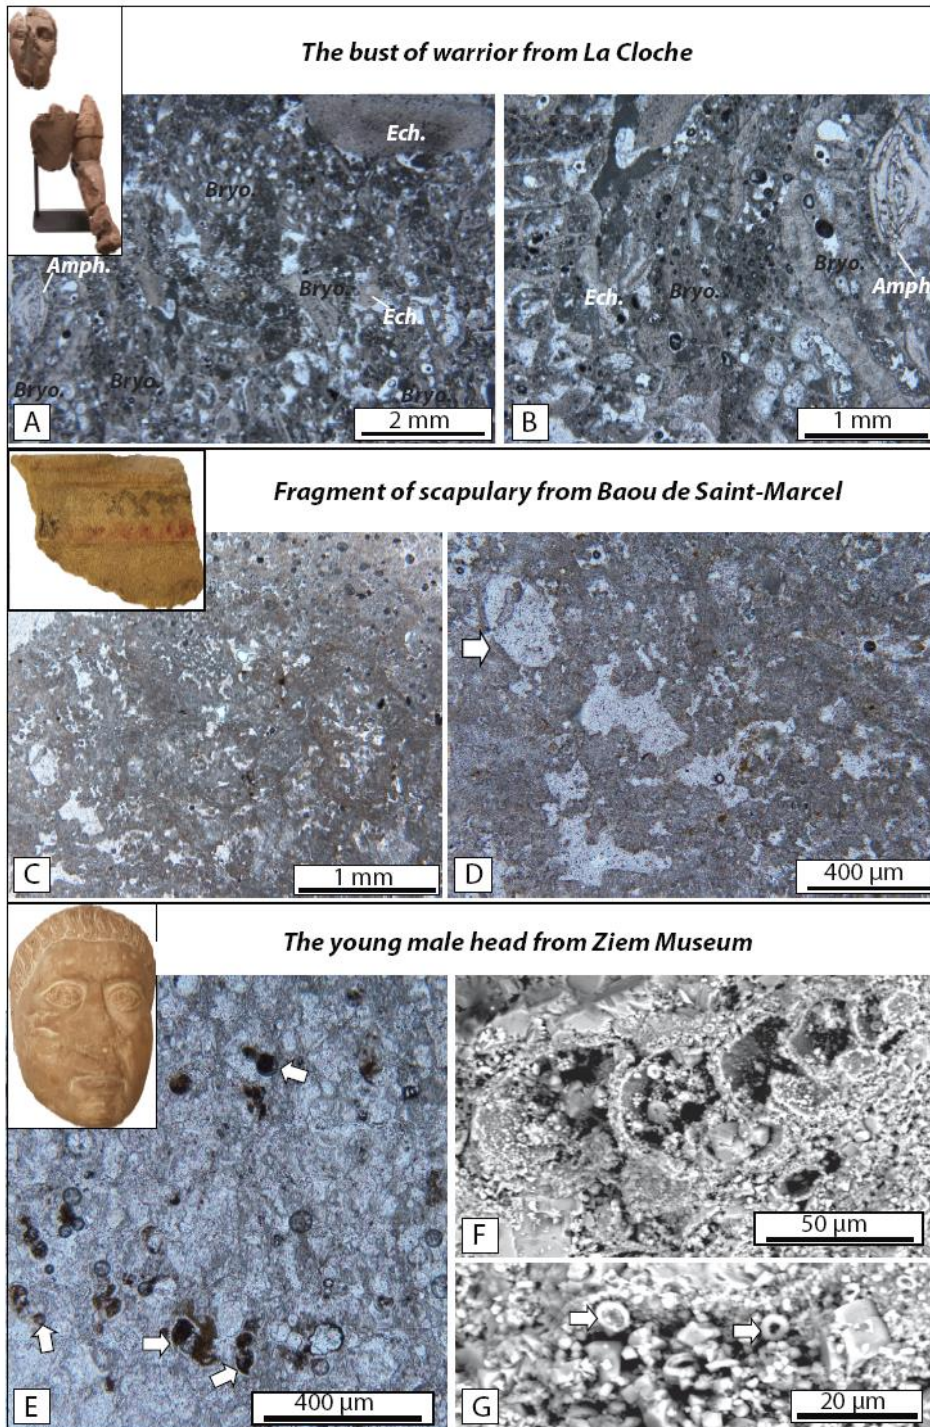 The bust of warrior from La Cloche
Ech.
Bryo.
Amph.
Bryo.
Ech.
Bryo.
Bryo.
Bryo.
A
2 mm
Bryo.
Ech.
Bryo.
Amph
B
1 mm
Fragment of scapulary from Baou de Saint-Marcel
C
1 mm
D
400 µm
The young male head from Ziem Museum
E
400 µm
F
50 µm
G
20 µm